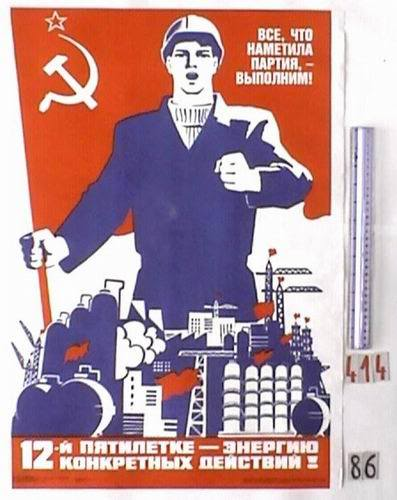 ВСЕ, ЧТО
НАМЕТИЛА
ПАРТИЯ, –
ВЫПОЛНИМ!
12-Й ПЯТИЛЕТКЕ — ЭНЕРГИЮ
КОНКРЕТНЫХ ДЕЙСТВИЙ!
414
86